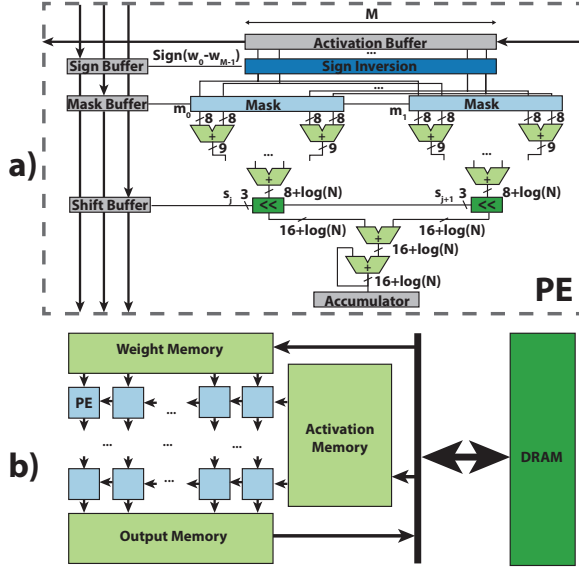 M
Activation Buffer
...
Sign Buffer
Sign(w0-wM-1)
Sign Inversion
...
Mask Buffer
m0
Mask
m1
Mask
8 8 8 8 8 8 8 8
+ + + +
9 9 9 9
... ...
+ +
8+log(N) 8+log(N)
a)
Shift Buffer
sj 3 << sj+1 3 <<
16+log(N) 16+log(N)
+
16+log(N)
+
16+log(N)
Accumulator
PE
Weight Memory
PE
...
Activation Memory
... ... ...
b)
...
DRAM
Output Memory